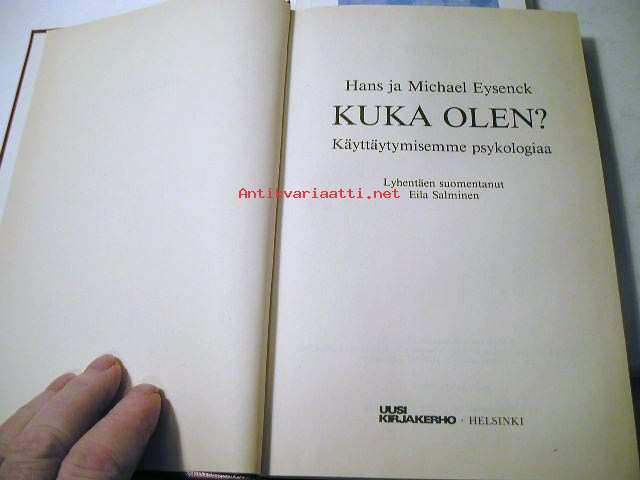 Hans ja Michael Eysenck
KUKA OLEN?
Käyttäytymisemme psykologiaa
Lyhentäen suomentanut
Antikvariaatti.net
Eila Salminen
UUSI
KIRJAKERHO · HELSINKI